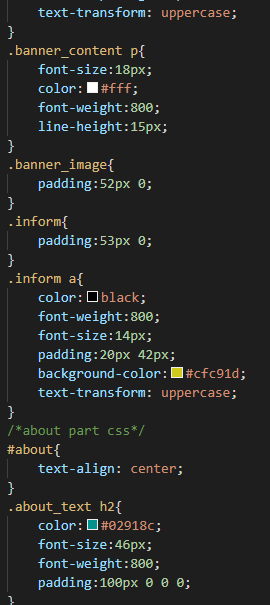 text-transform: uppercase;
}
.banner_content p{
font-size:18px;
color:#fff;
font-weight:800;
line-height:15px;
}
.banner_image{
padding:52px 0;
}
.inform{
padding:53px 0;
}
.inform a{
color:black;
font-weight:800;
font-size:14px;
padding:20px 42px;
background-color:#cfc91d;
text-transform: uppercase;
}
/*about part css*/
#about{
text-align: center;
}
.about_text h2{
color:#02918c;
font-size:46px;
font-weight:800;
padding:100px 0 0 0;